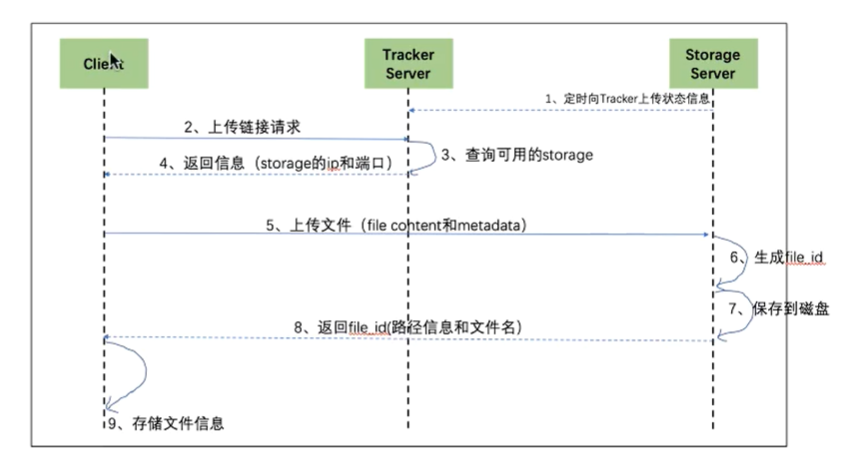 Client
Tracker
Server
Storage
Server
1、定时向Tracker上传状态信息
2、上传链接请求
3、查询可用的storage
4、返回信息（storage的ip和端口）
5、上传文件（file content和metadata）
6、生成file_id
7、保存到磁盘
8、返回file_id(路径信息和文件名）
9、存储文件信息